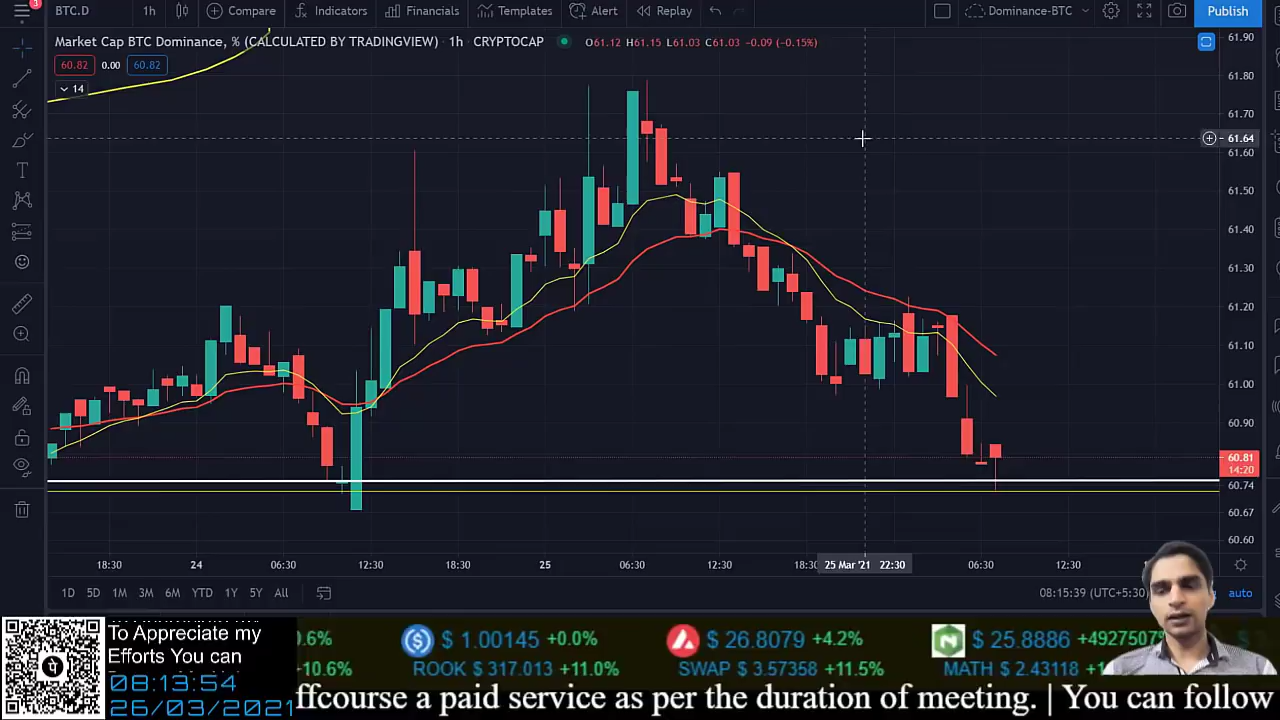 3
BTC.D 1h Compare Indicators Financials Templates Alert Replay Dominance-BTC Publish
Market Cap BTC Dominance, % (CALCULATED BY TRADINGVIEW) · 1h · CRYPTOCAP O61.12 H61.15 L61.03 C61.03 -0.09 (-0.15%)
60.82 0.00 60.82
14
61.90
61.80
61.70
61.64
61.60
61.50
61.40
61.30
61.20
61.10
61.00
60.90
60.81
14:20
60.74
60.67
60.60
18:30 24 06:30 12:30 18:30 25 06:30 12:30 18:30 25 Mar '21 22:30 06:30 12:30
1D 5D 1M 3M 6M YTD 1Y 5Y All 08:15:39 (UTC+5:30) auto
To Appreciate my
Efforts You can
08:13:54
26/03/2021
0.6% $ 1.00145 +0.0% $ 26.8079 +4.2% $ 25.8886 +4927507
+10.6% ROOK $ 317.013 +11.0% SWAP $ 3.57358 +11.5% MATH $ 2.43118
ffcourse a paid service as per the duration of meeting. | You can follow